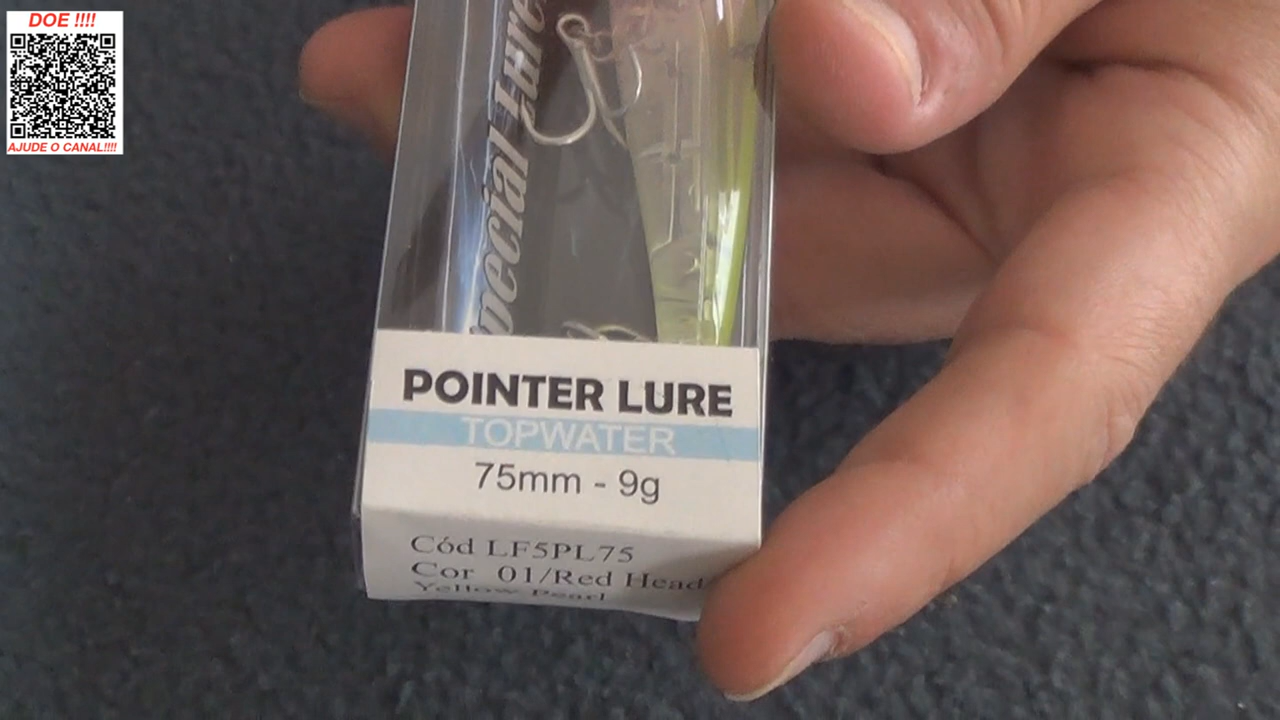 DOE !!!!
AJUDE O CANAL!!!!
Special Lure
POINTER LURE
TOPWATER
75mm - 9g
Cód LF5PL75
Cor 01/Red Head
Yellow Pearl